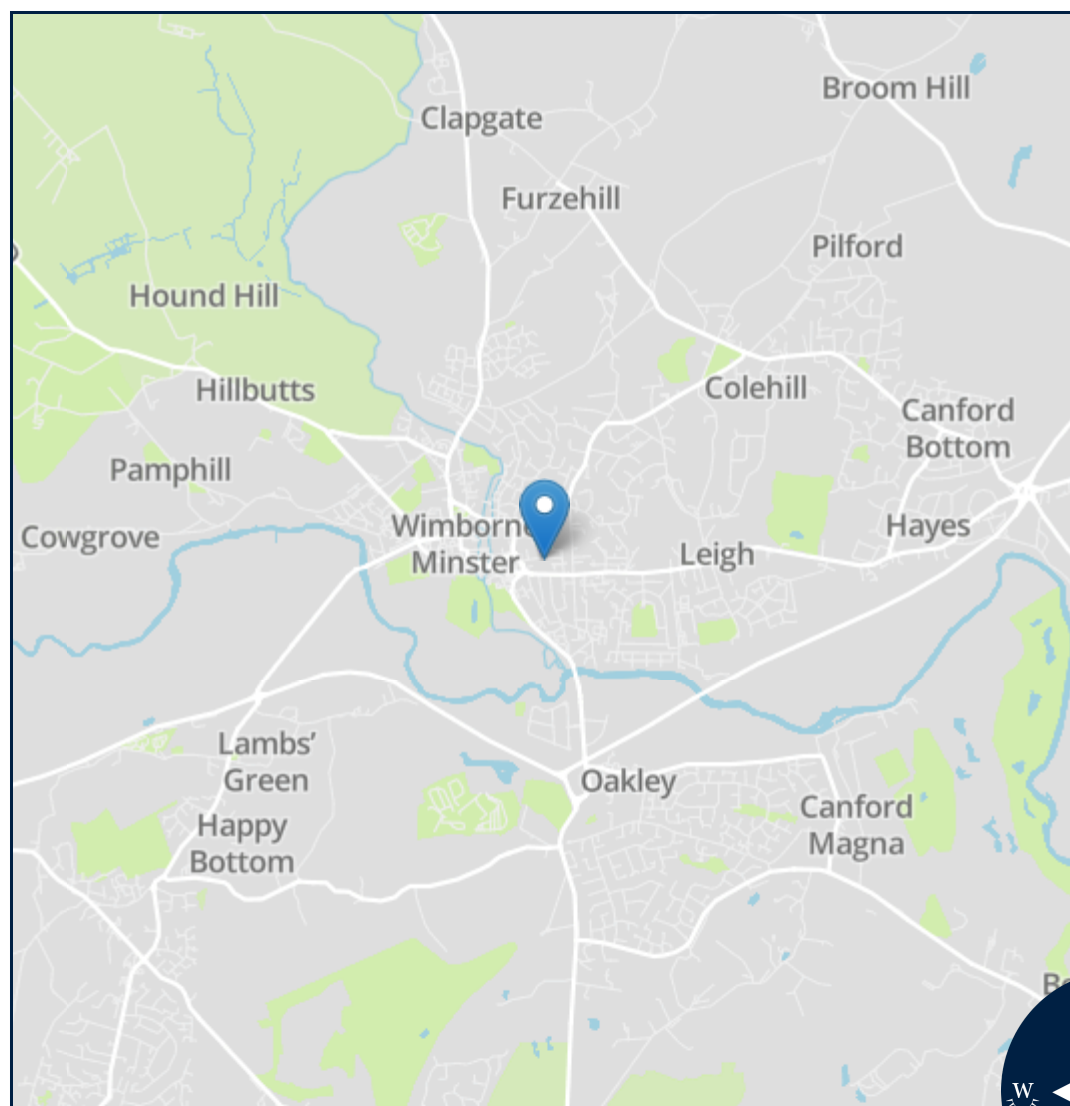 Broom Hill
Clapgate
Furzehill
Pilford
Hound Hill
Hillbutts
Colehill
Canford
Bottom
Pamphill
Wimborne
Minster
Cowgrove
Hayes
Leigh
Lambs’
Green
Oakley
Canford
Magna
Happy
Bottom
W